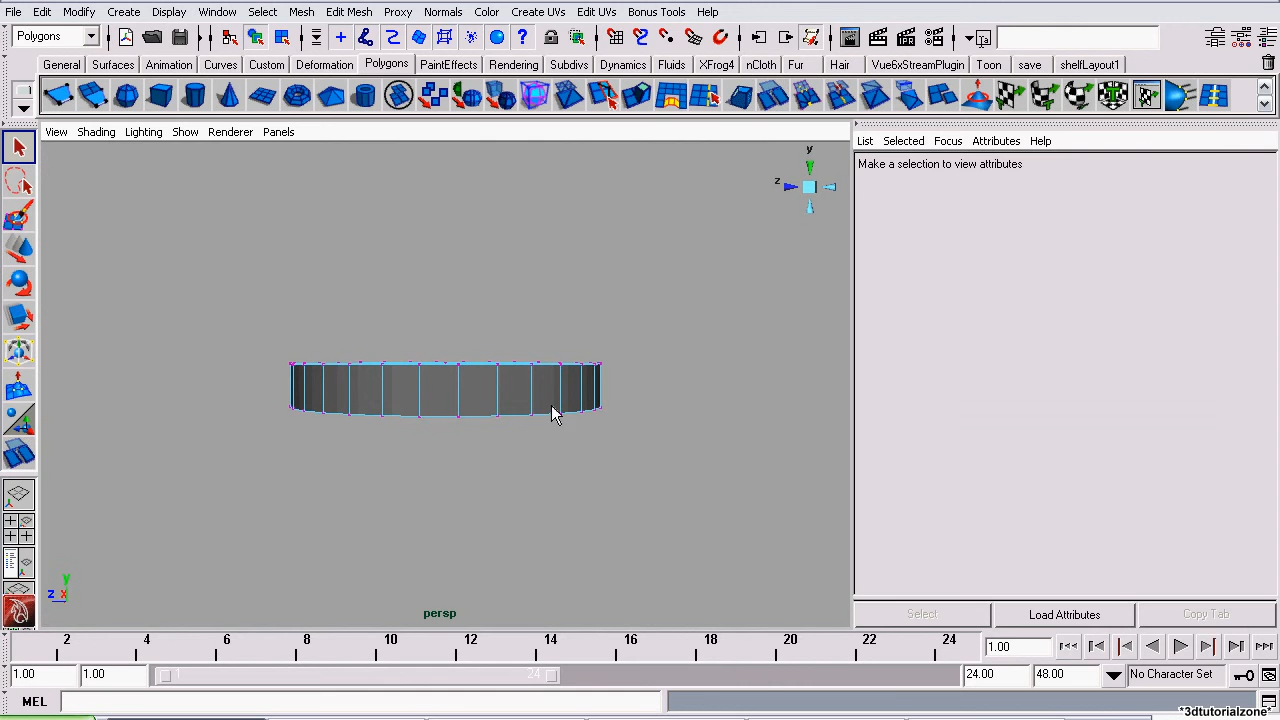 File Edit Modify Create Display Window Select Mesh Edit Mesh Proxy Normals Color Create UVs Edit UVs Bonus Tools Help
Polygons
General Surfaces Animation Curves Custom Deformation Polygons PaintEffects Rendering Subdivs Dynamics Fluids XFrog4 nCloth Fur Hair Vue6xStreamPlugin Toon save shelfLayout1
View Shading Lighting Show Renderer Panels
List Selected Focus Attributes Help
Make a selection to view attributes
y
z
y
z x
persp
Select Load Attributes Copy Tab
2 4 6 8 10 12 14 16 18 20 22 24
1.00
1.00 1.00 1 24 24.00 48.00 No Character Set
MEL
*3dtutorialzone*